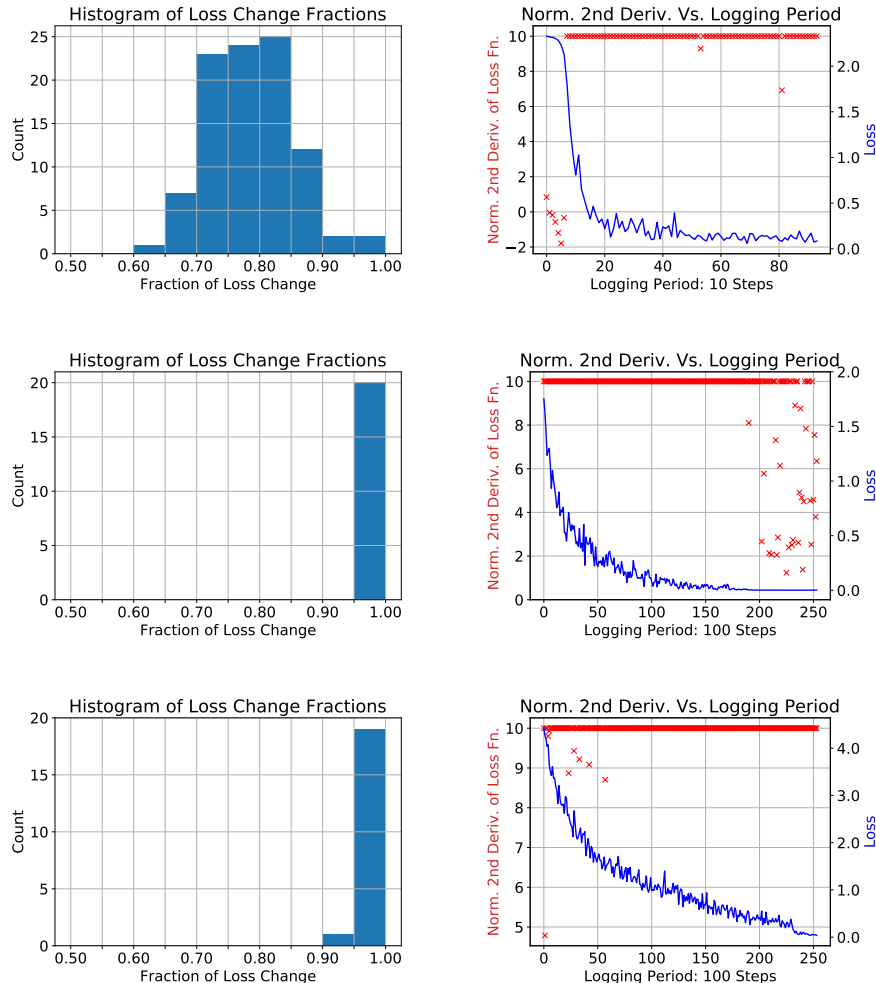 Histogram of Loss Change Fractions
25
20
15
10
5
0
Count
0.50 0.60 0.70 0.80 0.90 1.00
Fraction of Loss Change
Norm. 2nd Deriv. Vs. Logging Period
10
8
6
4
2
0
−2
Norm. 2nd Deriv. of Loss Fn.
2.0
1.5
1.0
0.5
0.0
Loss
0 20 40 60 80
Logging Period: 10 Steps
Histogram of Loss Change Fractions
20
15
10
5
0
Count
0.50 0.60 0.70 0.80 0.90 1.00
Fraction of Loss Change
Norm. 2nd Deriv. Vs. Logging Period
10
8
6
4
2
0
Norm. 2nd Deriv. of Loss Fn.
2.0
1.5
1.0
0.5
0.0
Loss
0 50 100 150 200 250
Logging Period: 100 Steps
Histogram of Loss Change Fractions
20
15
10
5
0
Count
0.50 0.60 0.70 0.80 0.90 1.00
Fraction of Loss Change
Norm. 2nd Deriv. Vs. Logging Period
10
9
8
7
6
5
Norm. 2nd Deriv. of Loss Fn.
4.0
3.0
2.0
1.0
0.0
Loss
0 50 100 150 200 250
Logging Period: 100 Steps